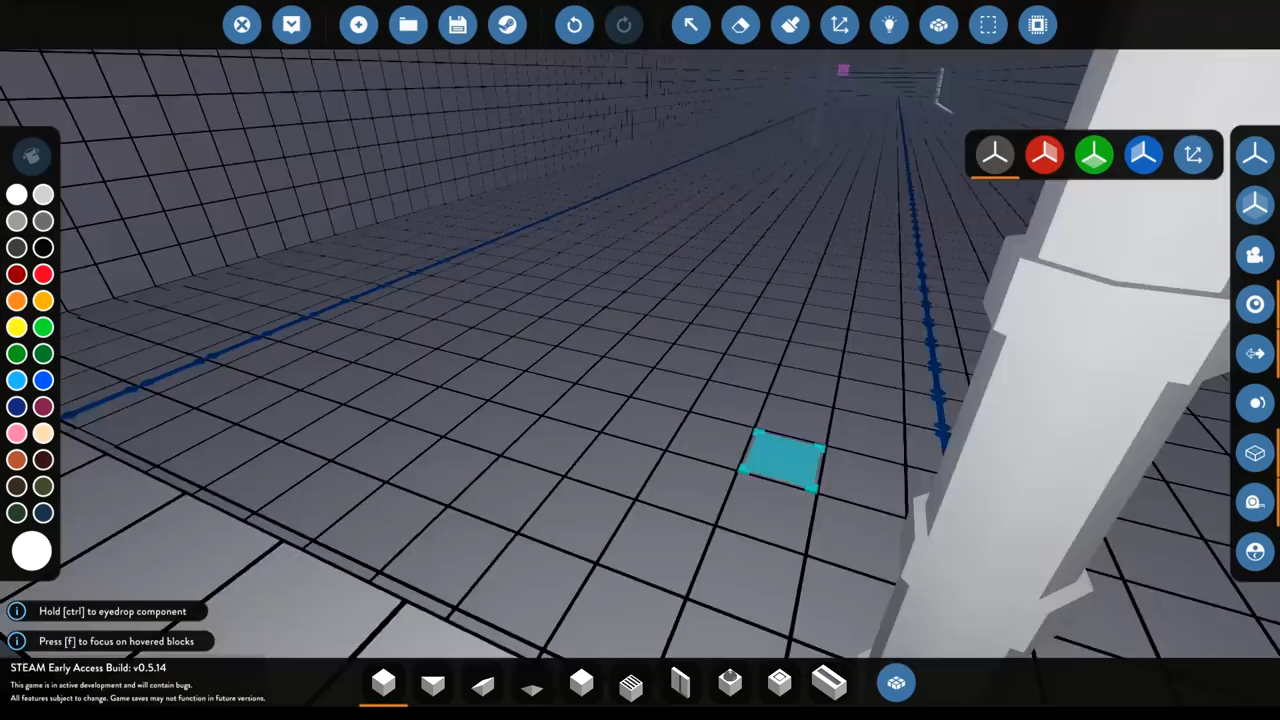 Hold [ctrl] to eyedrop component
Press [f] to focus on hovered blocks
STEAM Early Access Build: v0.5.14
This game is in active development and will contain bugs.
All features subject to change. Game saves may not function in future versions.